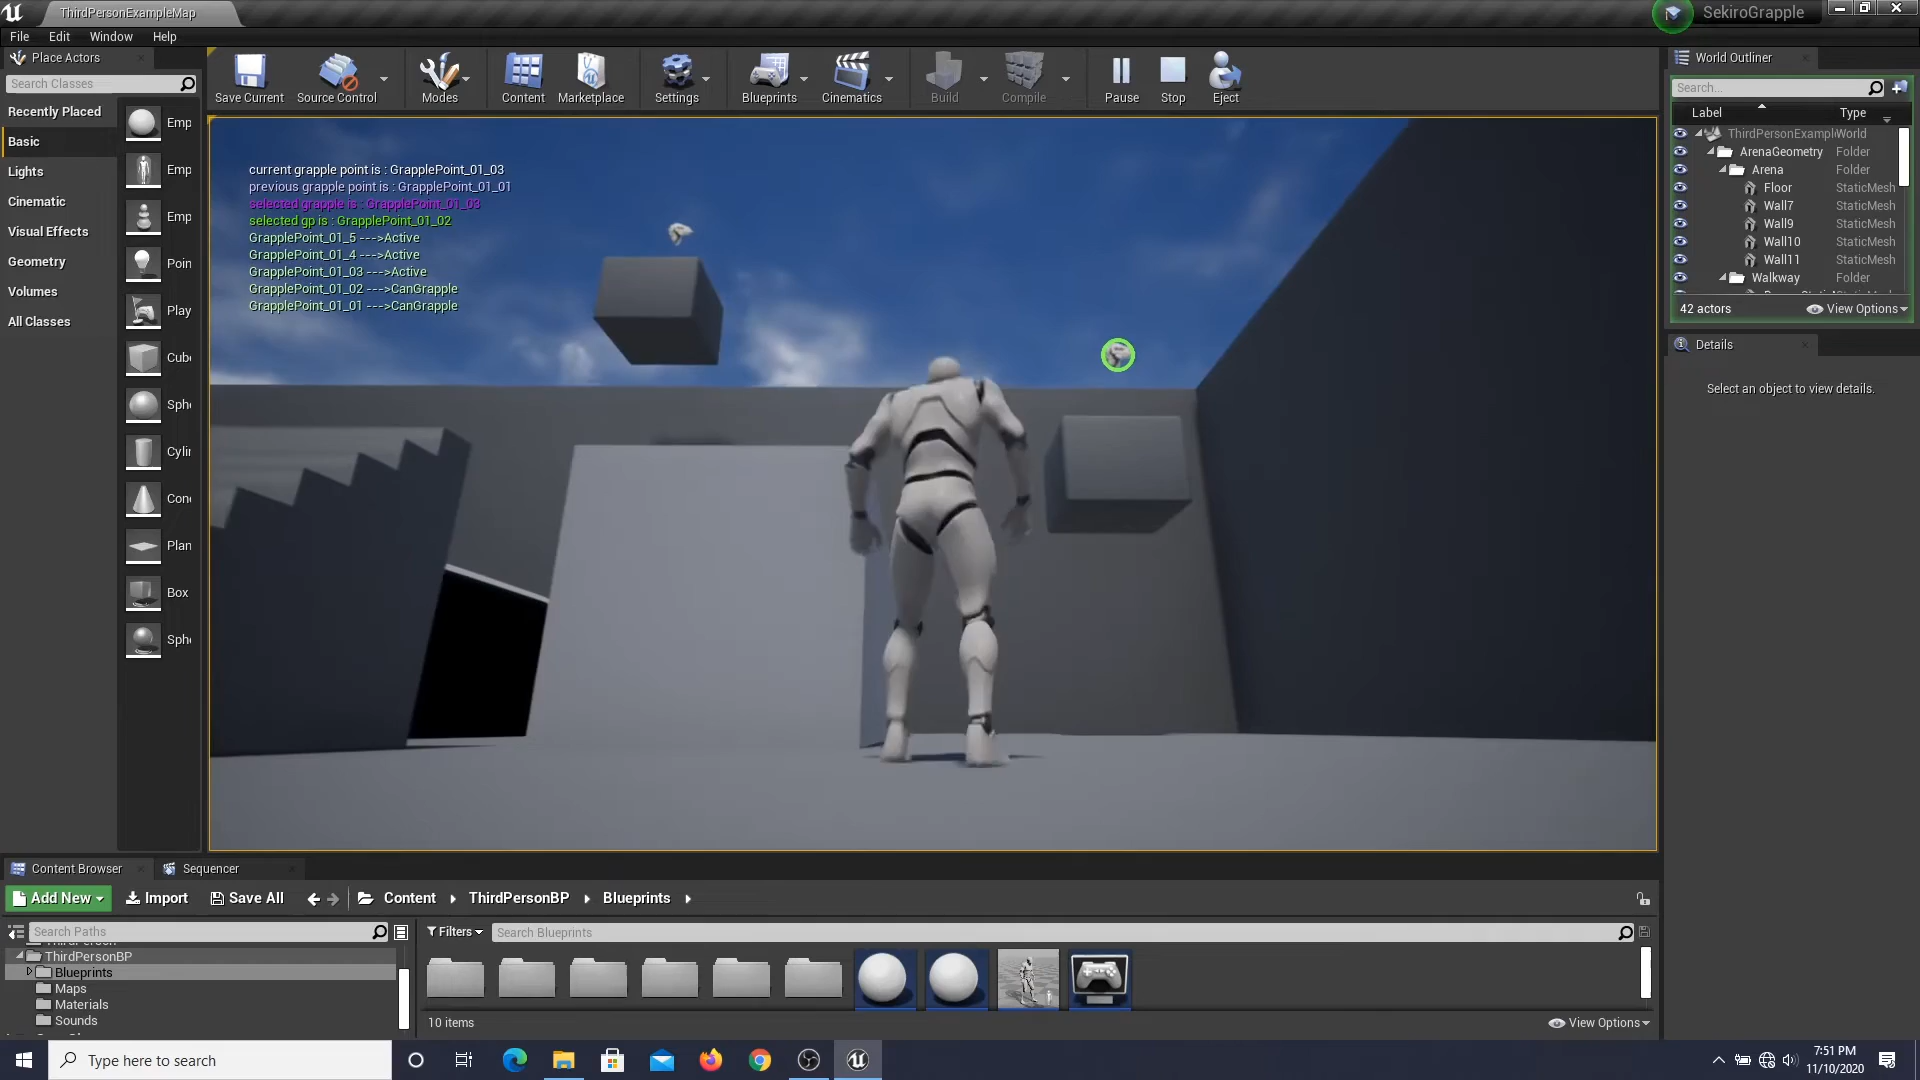 ThirdPersonExampleMap
SekiroGrapple
File Edit Window Help
Place Actors
Search Classes
Recently Placed
Basic
Lights
Cinematic
Visual Effects
Geometry
Volumes
All Classes
Emp
Emp
Emp
Poin
Play
Cube
Sphe
Cylin
Cone
Plan
Box
Sphe
Save Current
Source Control
Modes
Content
Marketplace
Settings
Blueprints
Cinematics
Build
Compile
Pause
Stop
Eject
current grapple point is : GrapplePoint_01_03
previous grapple point is : GrapplePoint_01_01
selected grapple is : GrapplePoint_01_03
selected gp is : GrapplePoint_01_02
GrapplePoint_01_5 --->Active
GrapplePoint_01_4 --->Active
GrapplePoint_01_03 --->Active
GrapplePoint_01_02 --->CanGrapple
GrapplePoint_01_01 --->CanGrapple
World Outliner
Search...
Label Type
ThirdPersonExampl World
ArenaGeometry Folder
Arena Folder
Floor StaticMesh
Wall7 StaticMesh
Wall9 StaticMesh
Wall10 StaticMesh
Wall11 StaticMesh
Walkway Folder
42 actors View Options
Details
Select an object to view details.
Content Browser
Sequencer
Add New Import Save All Content ThirdPersonBP Blueprints
Search Paths
ThirdPersonBP
Blueprints
Maps
Materials
Sounds
Filters Search Blueprints
10 items View Options
Type here to search
7:51 PM
11/10/2020